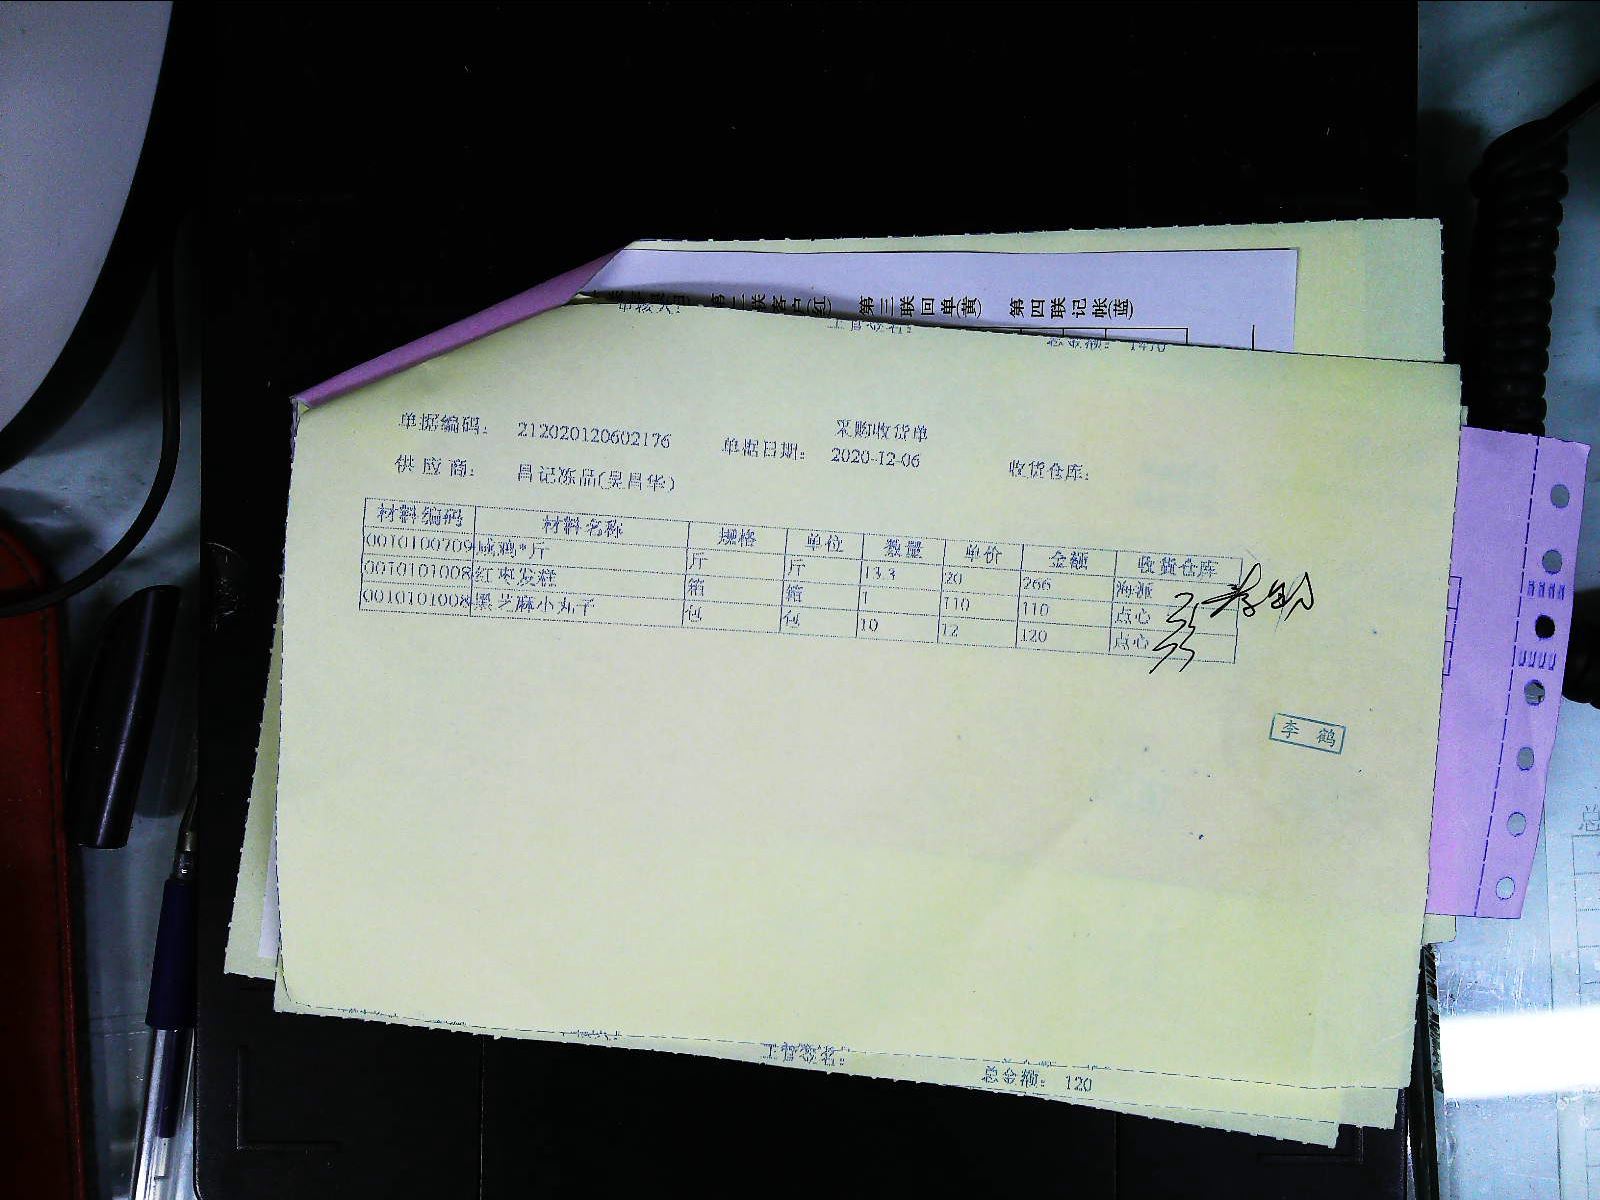 第三联回单(黄) 第四联记帐(蓝)
采购收货单
单据编码： 212020120602176 单据日期： 2020-12-06 收货仓库：
供应商： 昌记冻品(吴昌华)
材料编码 材料名称 规格 单位 数量 单价 金额 收货仓库
0010100709 咸鸡*斤 斤 斤 13.3 20 266 海派
0010101008 红枣发糕 箱 箱 1 110 110 点心
0010101008 黑芝麻小丸子 包 包 10 12 120 点心
李鹤
总金额： 120